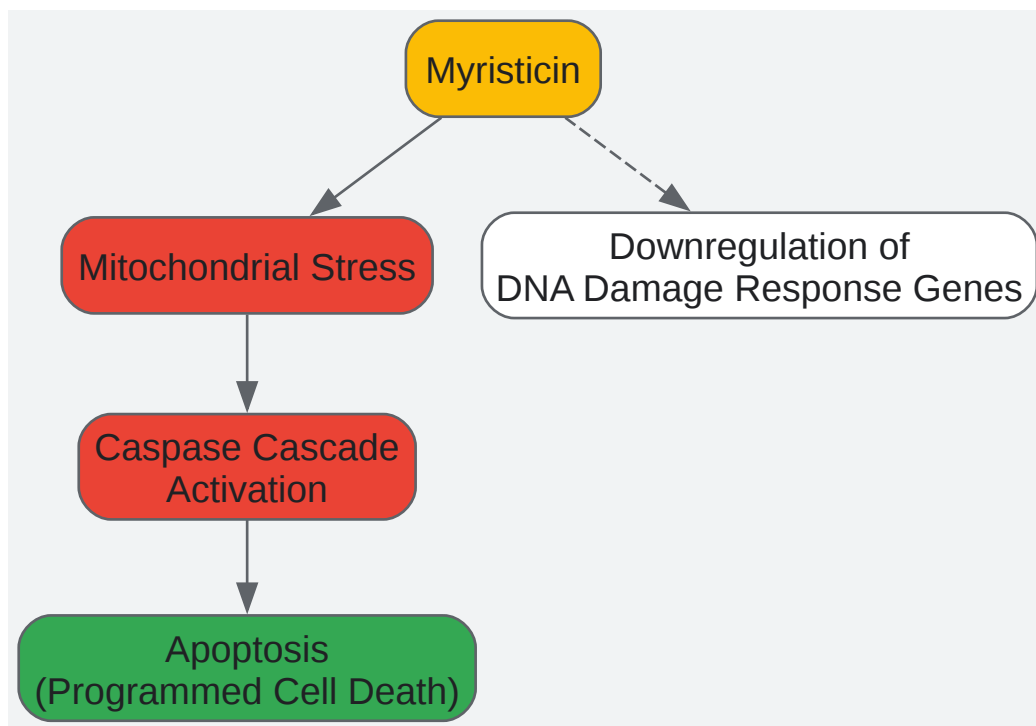 Myristicin
Mitochondrial Stress
Downregulation of
DNA Damage Response Genes
Caspase Cascade
Activation
Apoptosis
(Programmed Cell Death)